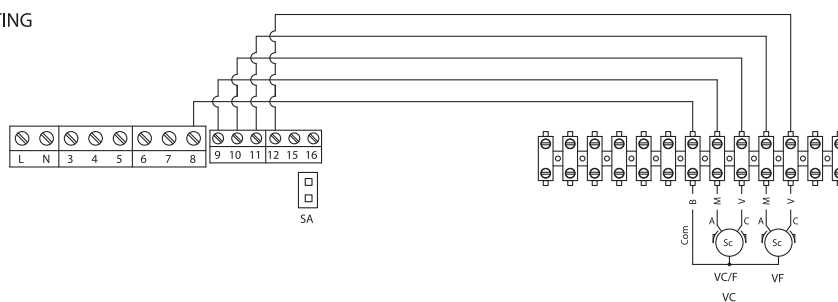 TING
L N 3 4 5 6 7 8 9 10 11 12 15 16
SA
B M V M V
Com A C A C
Sc Sc
VC/F VF
VC